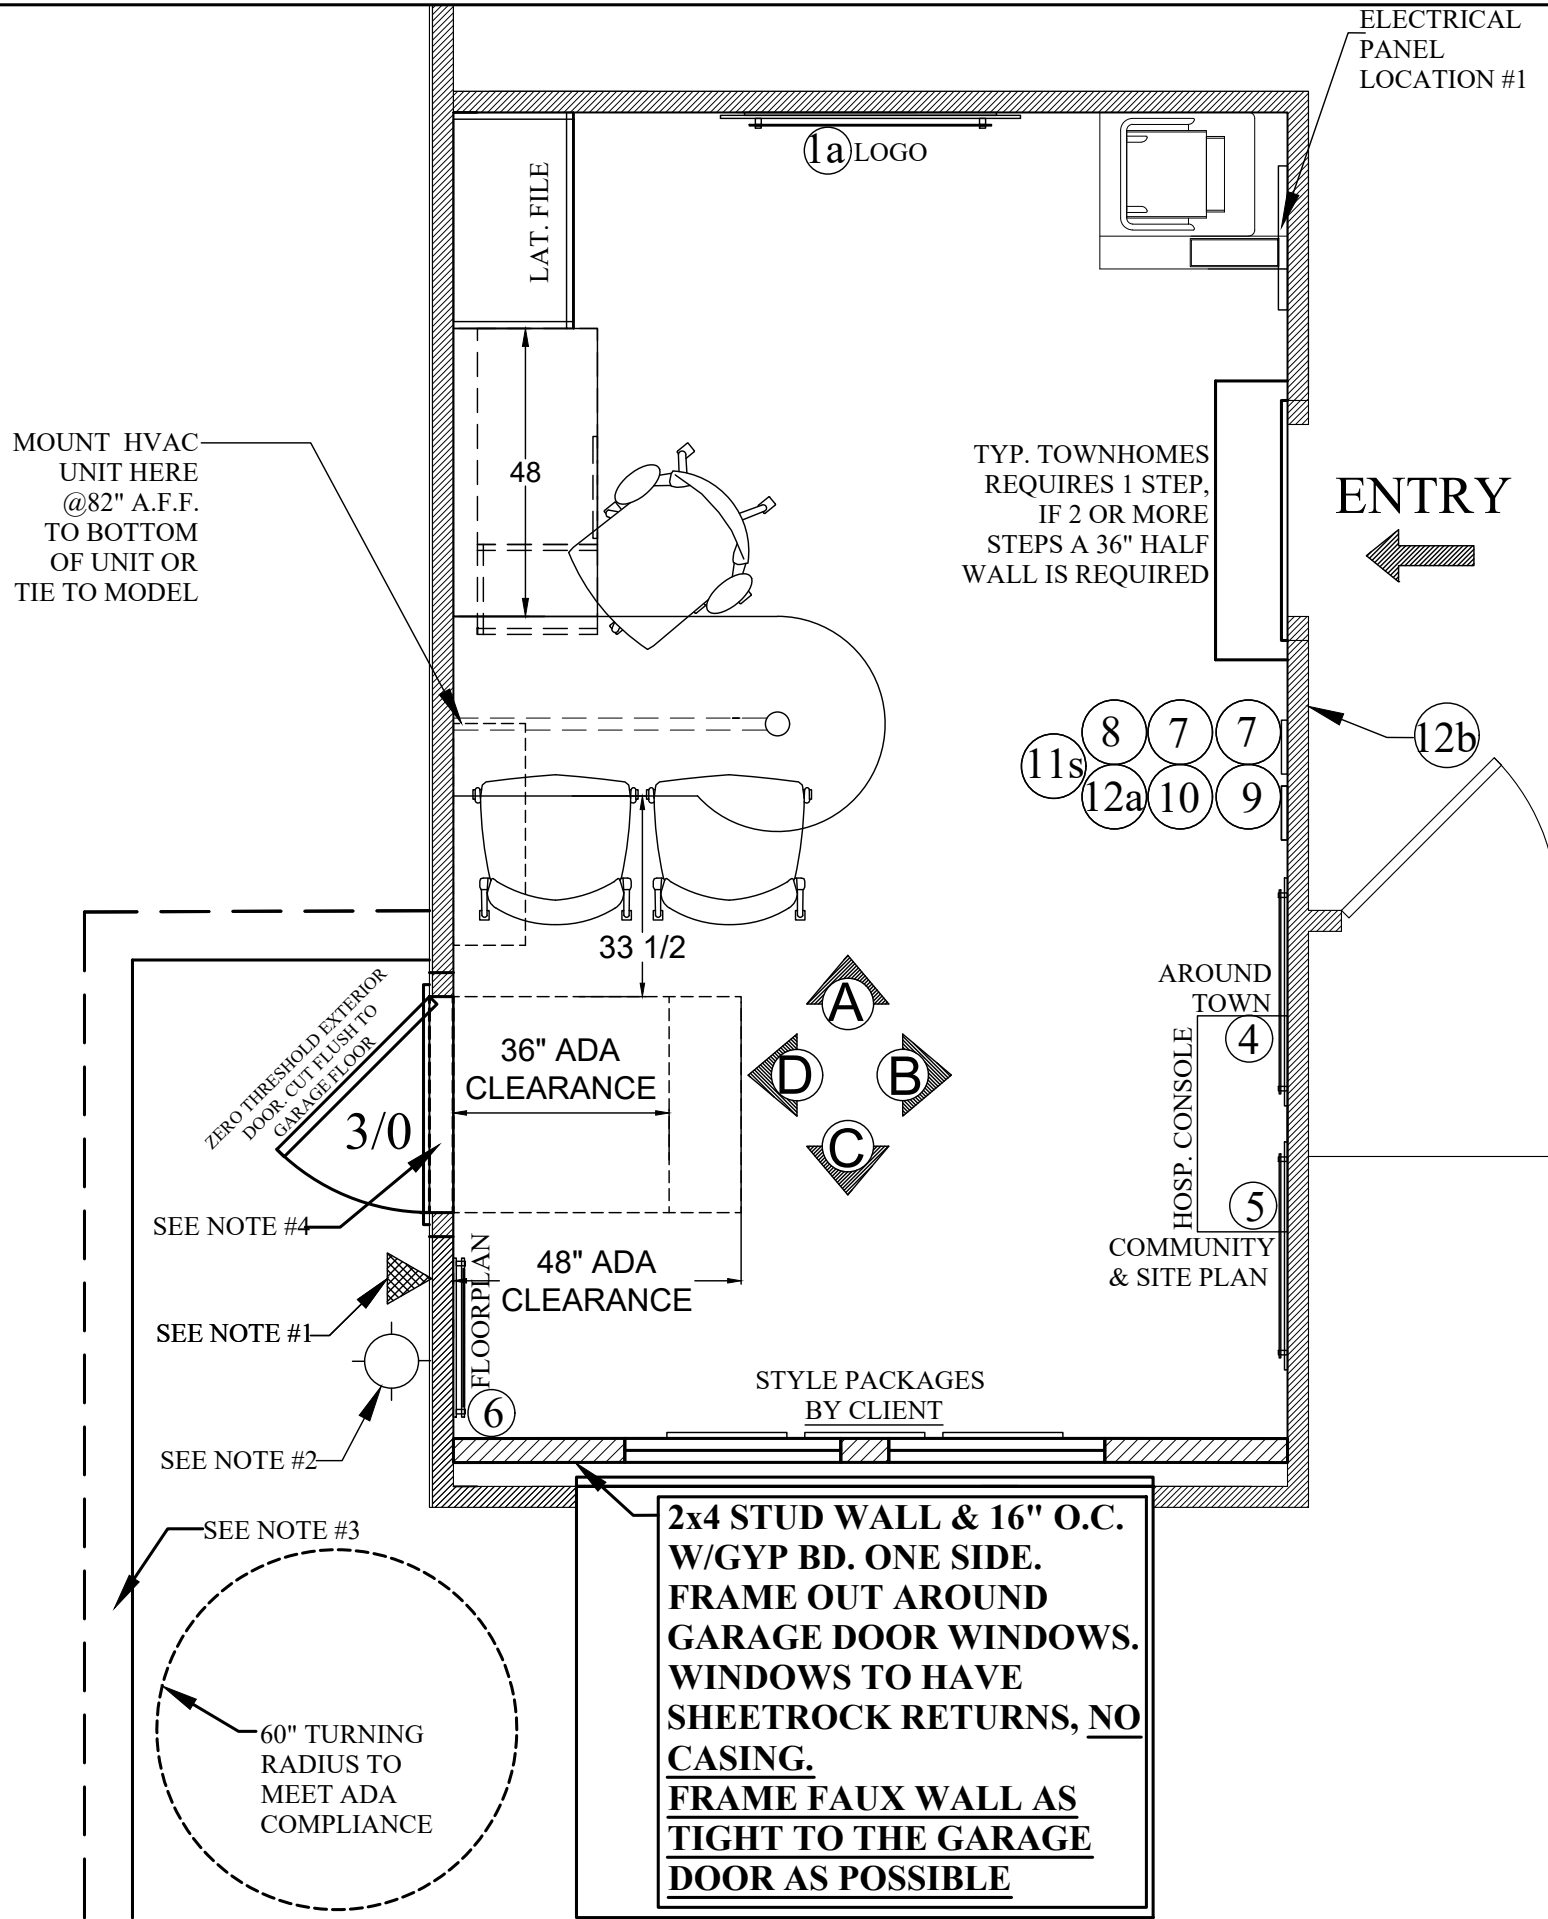 ELECTRICAL
PANEL
LOCATION #1
1a LOGO
LAT. FILE
MOUNT HVAC
UNIT HERE
@82" A.F.F.
TO BOTTOM
OF UNIT OR
TIE TO MODEL
48
TYP. TOWNHOMES
REQUIRES 1 STEP,
IF 2 OR MORE
STEPS A 36" HALF
WALL IS REQUIRED
ENTRY
8 7 7
11s
12a 10 9
12b
33 1/2
ZERO THRESHOLD EXTERIOR
DOOR. CUT FLUSH TO
GARAGE FLOOR
3/0
36" ADA
CLEARANCE
A
D B
C
AROUND
TOWN
4
HOSP. CONSOLE
5
COMMUNITY
& SITE PLAN
SEE NOTE #4
48" ADA
CLEARANCE
FLOORPLAN
6
SEE NOTE #1
SEE NOTE #2
STYLE PACKAGES
BY CLIENT
SEE NOTE #3
2x4 STUD WALL & 16" O.C.
W/GYP BD. ONE SIDE.
FRAME OUT AROUND
GARAGE DOOR WINDOWS.
WINDOWS TO HAVE
SHEETROCK RETURNS, NO
CASING.
FRAME FAUX WALL AS
TIGHT TO THE GARAGE
DOOR AS POSSIBLE
60" TURNING
RADIUS TO
MEET ADA
COMPLIANCE